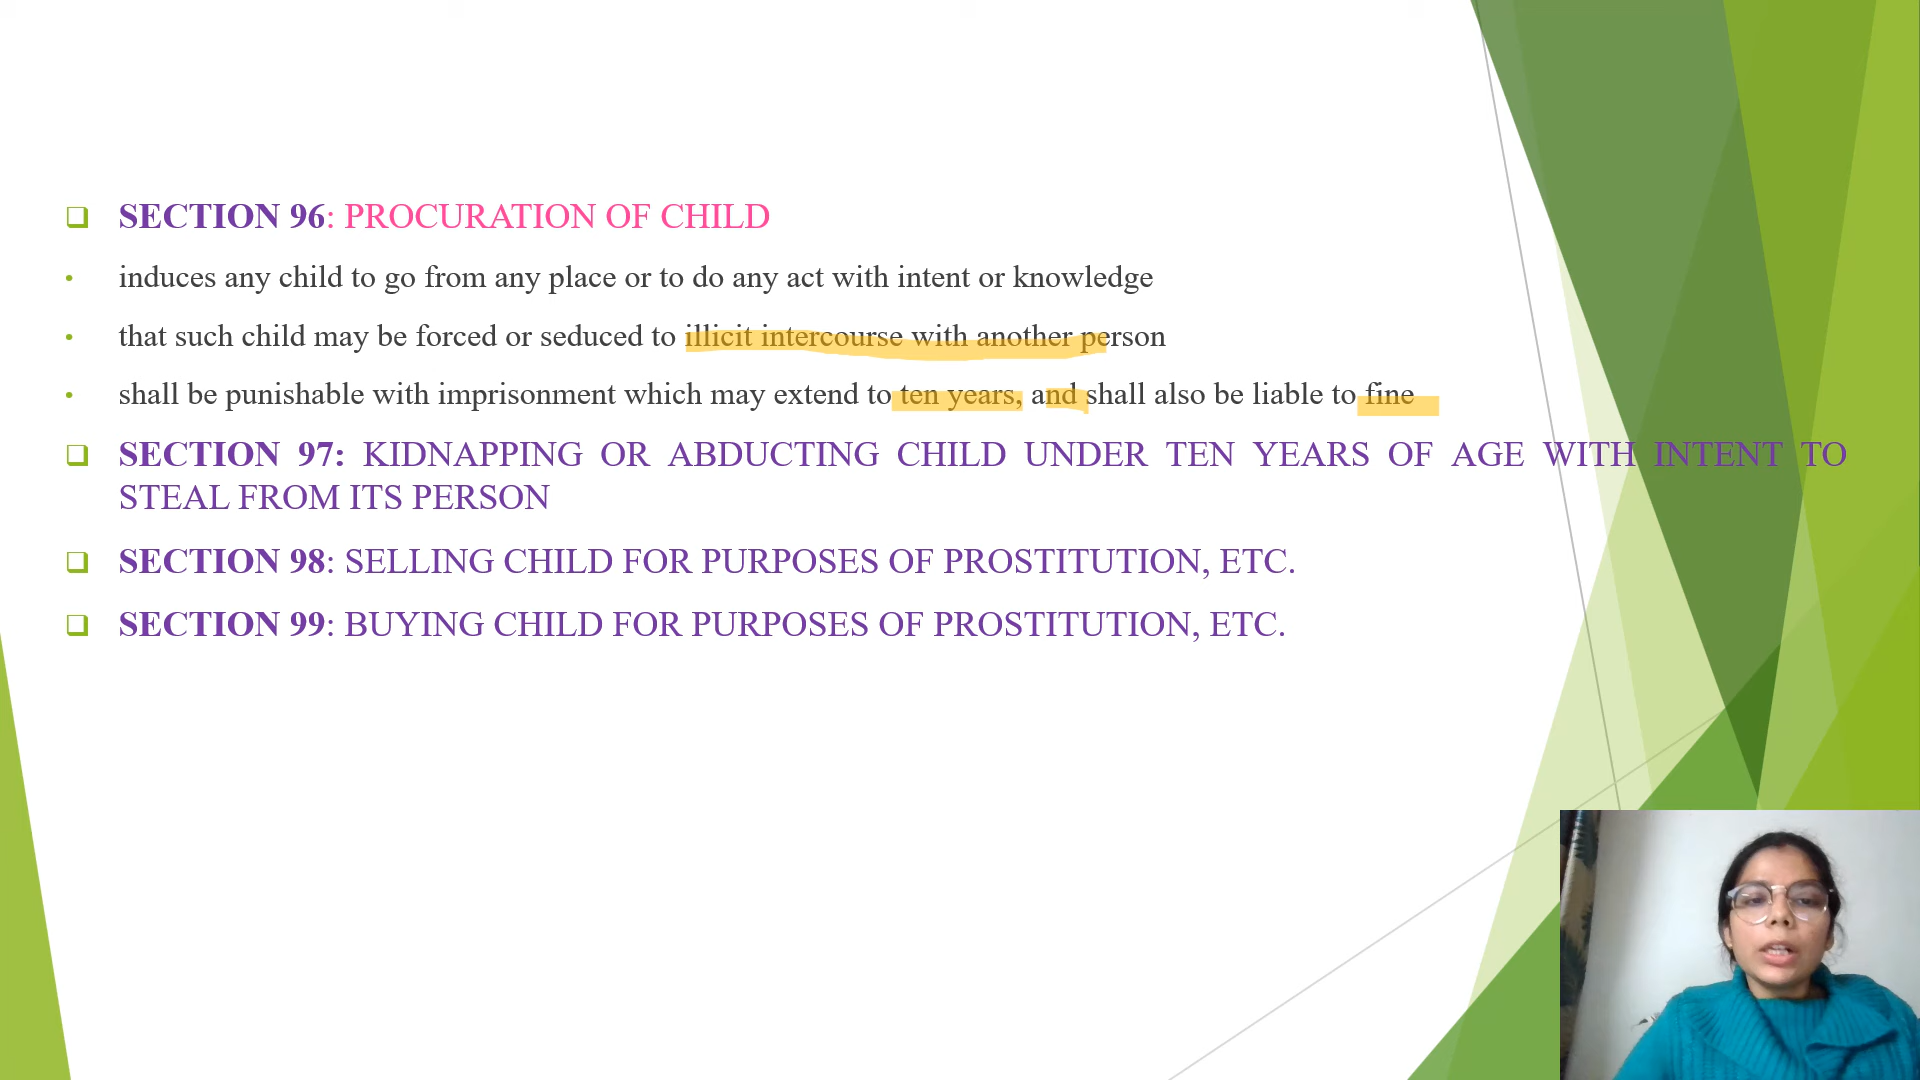 SECTION 96: PROCURATION OF CHILD
induces any child to go from any place or to do any act with intent or knowledge
that such child may be forced or seduced to illicit intercourse with another person
shall be punishable with imprisonment which may extend to ten years, and shall also be liable to fine
SECTION 97: KIDNAPPING OR ABDUCTING CHILD UNDER TEN YEARS OF AGE WITH INTENT TO
STEAL FROM ITS PERSON
SECTION 98: SELLING CHILD FOR PURPOSES OF PROSTITUTION, ETC.
SECTION 99: BUYING CHILD FOR PURPOSES OF PROSTITUTION, ETC.